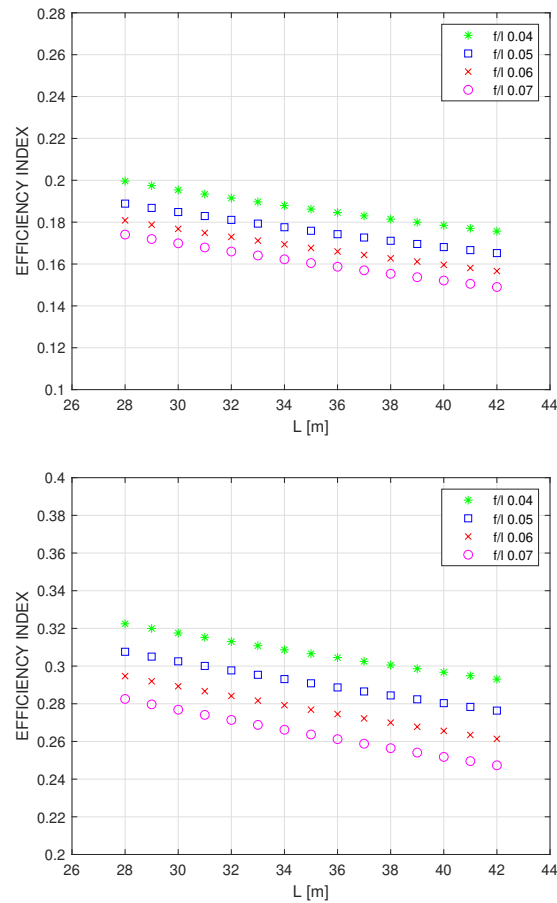 0.28
0.26
0.24
0.22
0.2
0.18
0.16
0.14
0.12
0.1
EFFICIENCY INDEX
f/l 0.04
f/l 0.05
f/l 0.06
f/l 0.07
26 28 30 32 34 36 38 40 42 44
L [m]
0.4
0.38
0.36
0.34
0.32
0.3
0.28
0.26
0.24
0.22
0.2
EFFICIENCY INDEX
f/l 0.04
f/l 0.05
f/l 0.06
f/l 0.07
26 28 30 32 34 36 38 40 42 44
L [m]